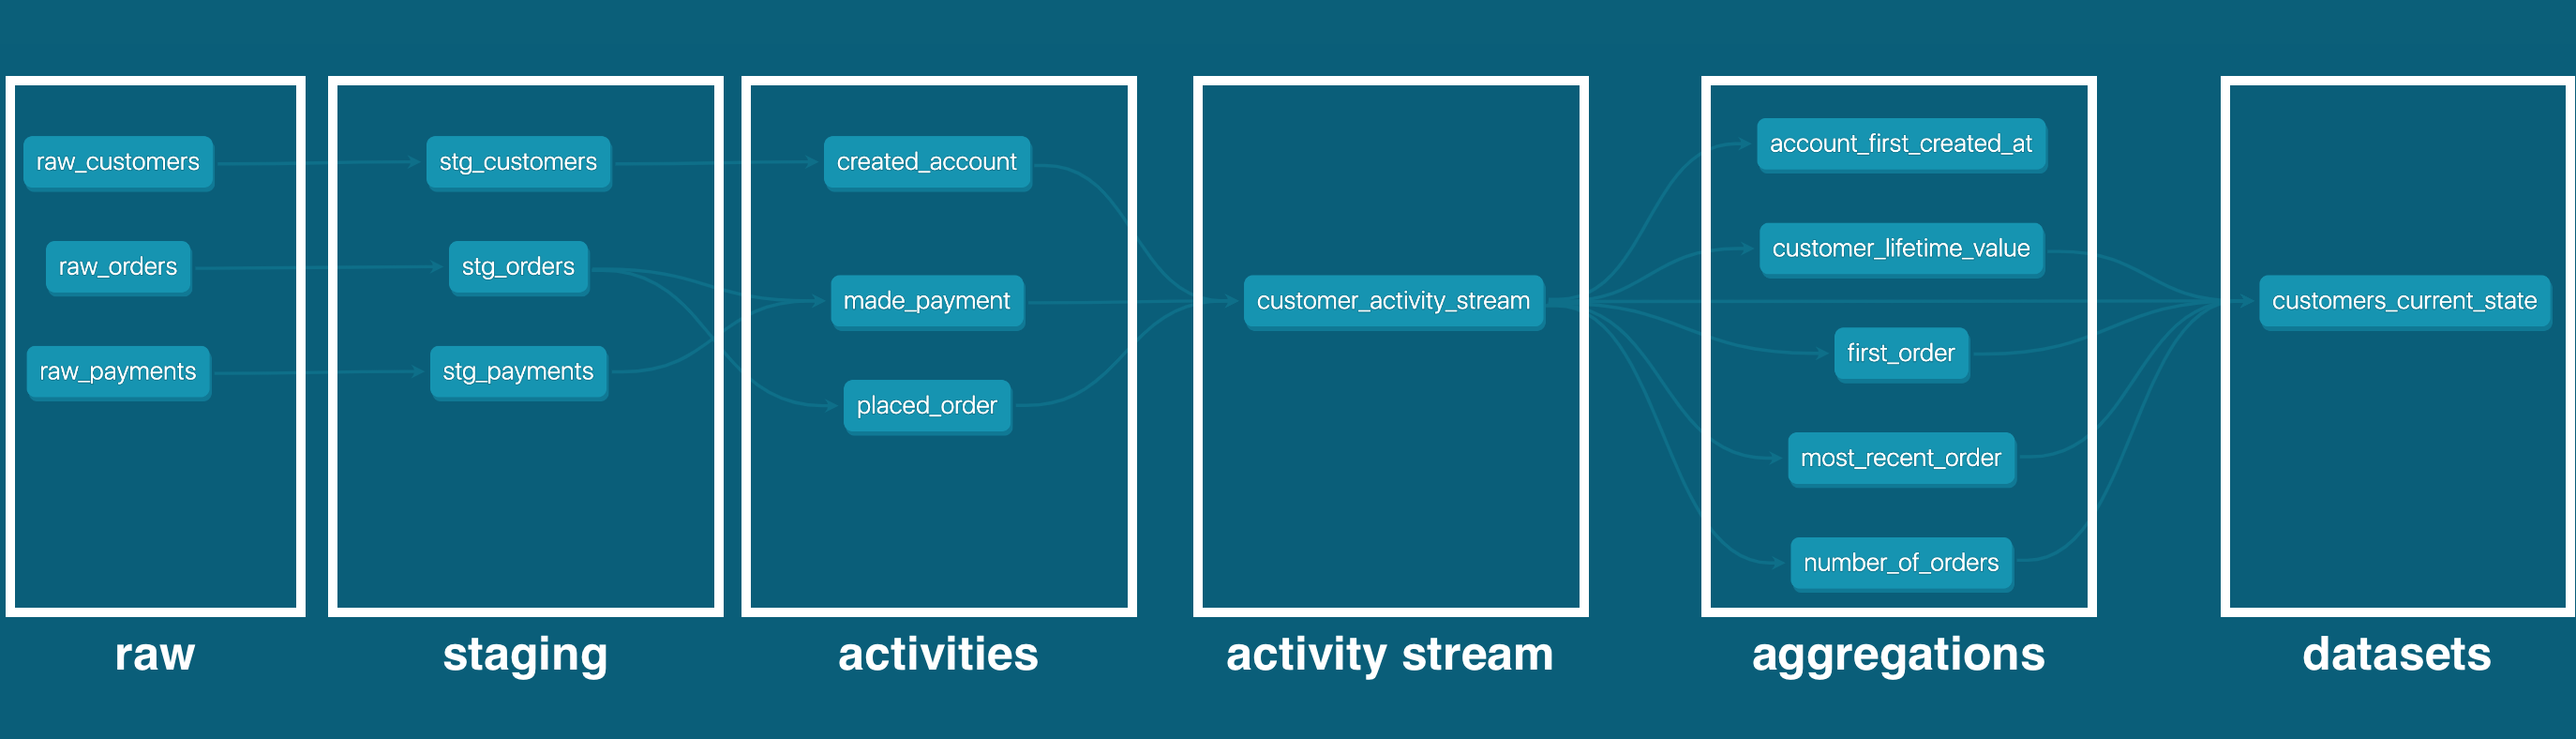 raw_customers
raw_orders
raw_payments
raw
stg_customers
stg_orders
stg_payments
staging
created_account
made_payment
placed_order
activities
customer_activity_stream
activity stream
account_first_created_at
customer_lifetime_value
first_order
most_recent_order
number_of_orders
aggregations
customers_current_state
datasets